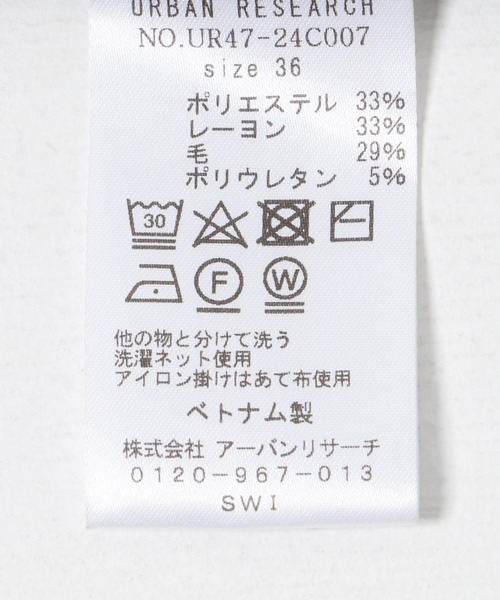 URBAN RESEARCH
NO.UR47-24C007
size 36
ポリエステル 33%
レーヨン 33%
毛 29%
ポリウレタン 5%
30
F W
他の物と分けて洗う
洗濯ネット使用
アイロン掛けはあて布使用
ベトナム製
株式会社 アーバンリサーチ
0120-967-013
SWI